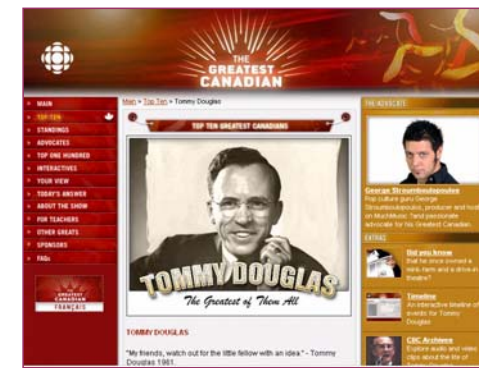 THE
GREATEST
CANADIAN
MAIN
TOP TEN
STANDINGS
ADVOCATES
TOP ONE HUNDRED
INTERACTIVES
YOUR VIEW
TODAY'S ANSWER
ABOUT THE SHOW
FOR TEACHERS
OTHER GREATS
SPONSORS
FAQs
GREATEST
CANADIAN
FRANÇAIS
Main > Top Ten > Tommy Douglas
TOP TEN GREATEST CANADIANS
TOMMY DOUGLAS
The Greatest of Them All
TOMMY DOUGLAS
"My friends, watch out for the little fellow with an idea." - Tommy
Douglas 1961.
THE ADVOCATE
George Stroumboulopoulos
Pop culture guru George
Stroumboulopoulos, producer and host
on MuchMusic ?and passionate
advocate for his Greatest Canadian.
EXTRAS
Did you know
that he once owned a
mink-farm and a drive-in
theatre?
Timeline
An interactive timeline of
events for Tommy
Douglas
CBC Archives
Explore audio and video
clips about the life of
Tommy Douglas